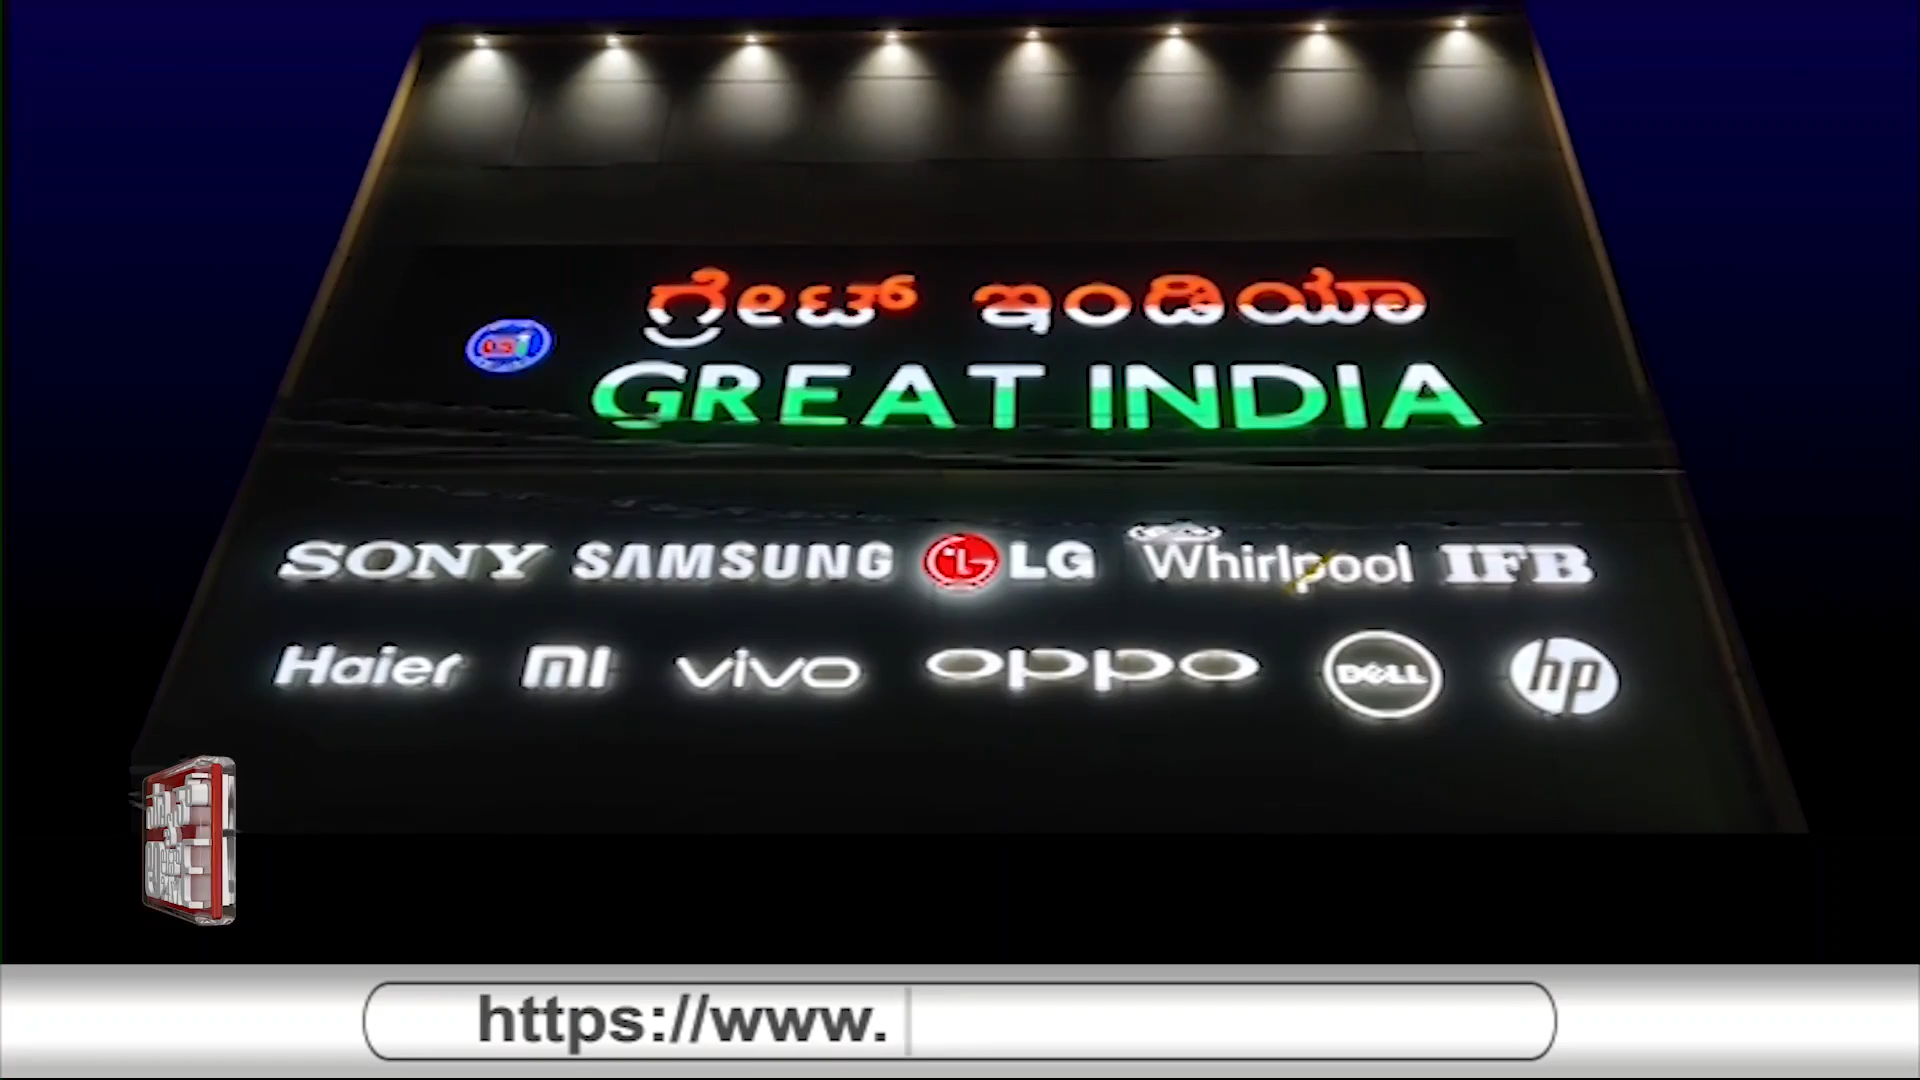 ಗ್ರೇಟ್ ಇಂಡಿಯಾ
GREAT INDIA
SONY SAMSUNG LG Whirlpool IFB
Haier MI vivo oppo DELL hp
https://www.